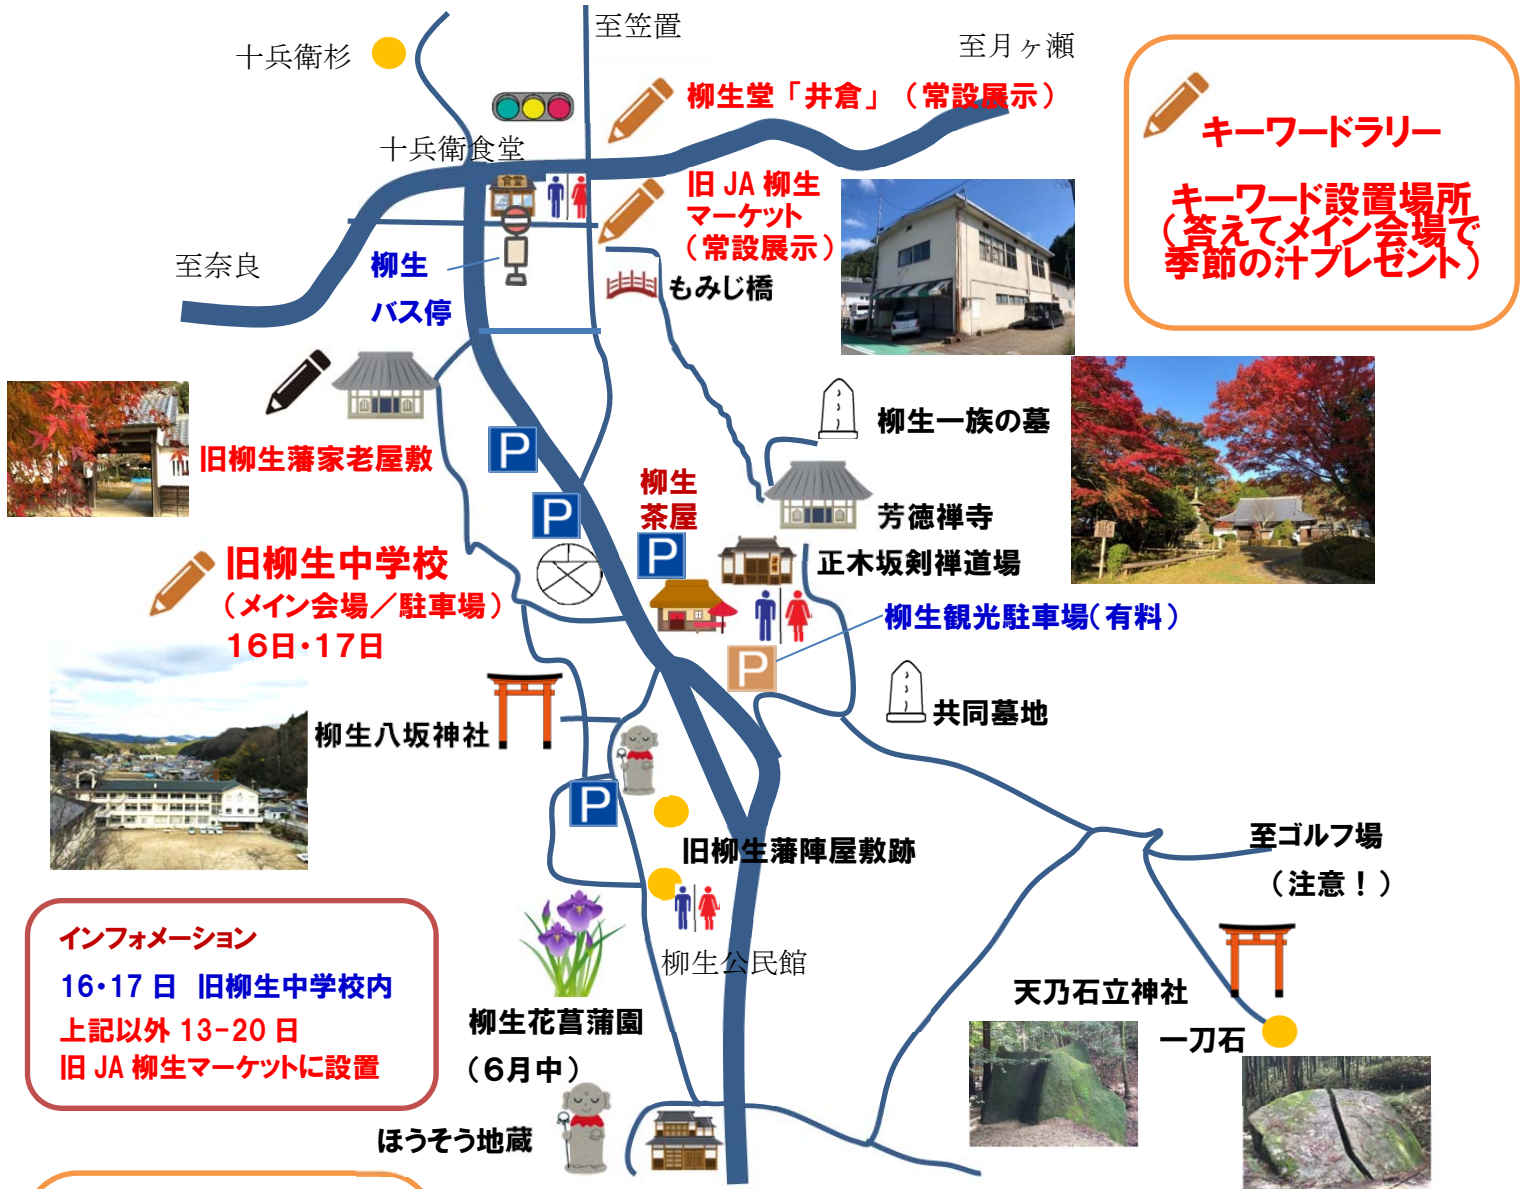 至笠置
十兵衛杉
至月ヶ瀬
柳生堂「井倉」（常設展示）
キーワードラリー
キーワード設置場所
（答えてメイン会場で
季節の汁プレゼント）
十兵衛食堂
食堂
旧JA柳生
マーケット
（常設展示）
至奈良
柳生
バス停
もみじ橋
柳生一族の墓
旧柳生藩家老屋敷
P
柳生
茶屋
芳徳禅寺
P
P
正木坂剣禅道場
旧柳生中学校
（メイン会場／駐車場）
16日・17日
柳生観光駐車場（有料）
P
共同墓地
柳生八坂神社
P
旧柳生藩陣屋敷跡
至ゴルフ場
（注意！）
インフォメーション
16・17日　旧柳生中学校内
上記以外 13-20日
旧JA柳生マーケットに設置
柳生公民館
柳生花菖蒲園
（6月中）
天乃石立神社
一刀石
ほうそう地蔵